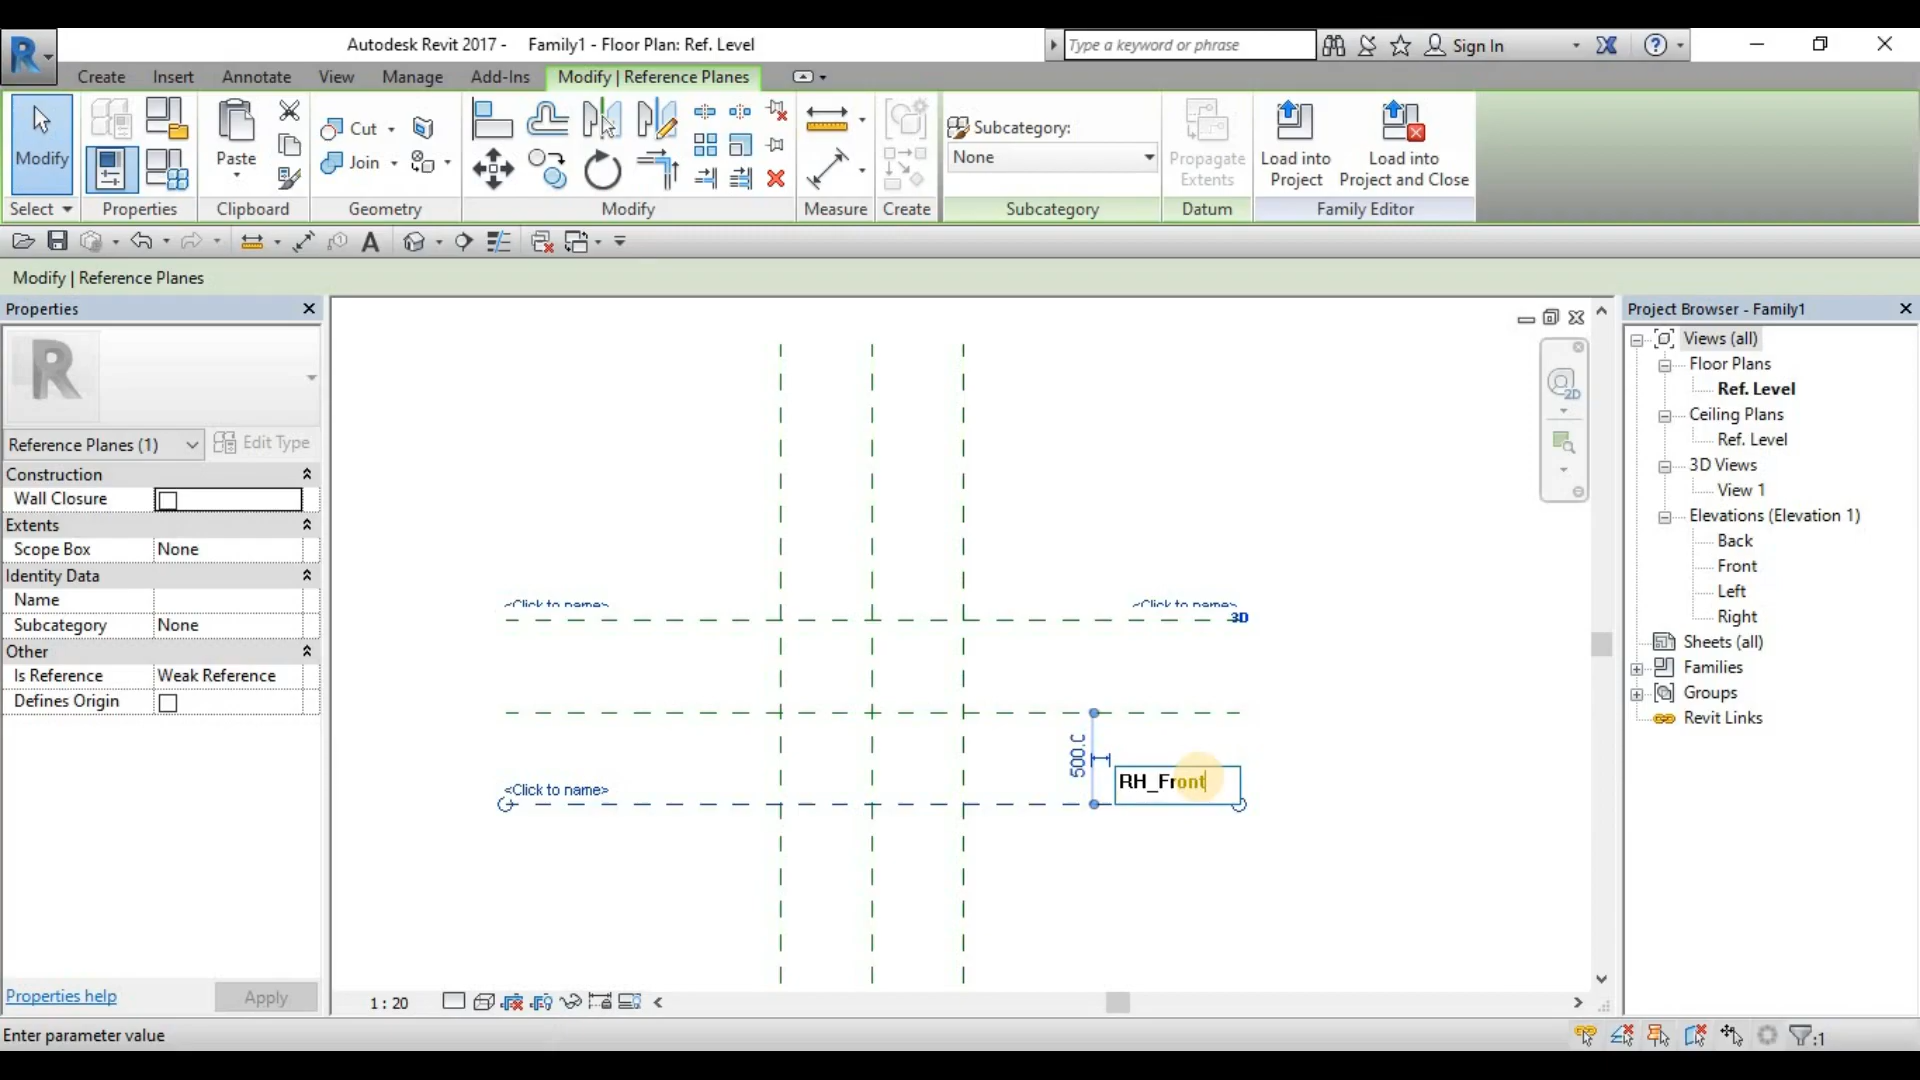 Autodesk Revit 2017 - Family1 - Floor Plan: Ref. Level
Type a keyword or phrase
Sign In
Create Insert Annotate View Manage Add-Ins Modify | Reference Planes
Modify
Paste
Cut
Join
Subcategory:
None
Propagate Extents
Load into Project
Load into Project and Close
Select Properties Clipboard Geometry Modify Measure Create Subcategory Datum Family Editor
Modify | Reference Planes
Properties
Reference Planes (1)
Edit Type
Construction
Wall Closure
Extents
Scope Box None
Identity Data
Name
Subcategory None
Other
Is Reference Weak Reference
Defines Origin
Properties help
Apply
<Click to name>
<Click to name>
3D
500.0
RH_Front
<Click to name>
2D
1 : 20
Project Browser - Family1
Views (all)
Floor Plans
Ref. Level
Ceiling Plans
Ref. Level
3D Views
View 1
Elevations (Elevation 1)
Back
Front
Left
Right
Sheets (all)
Families
Groups
Revit Links
Enter parameter value
:1